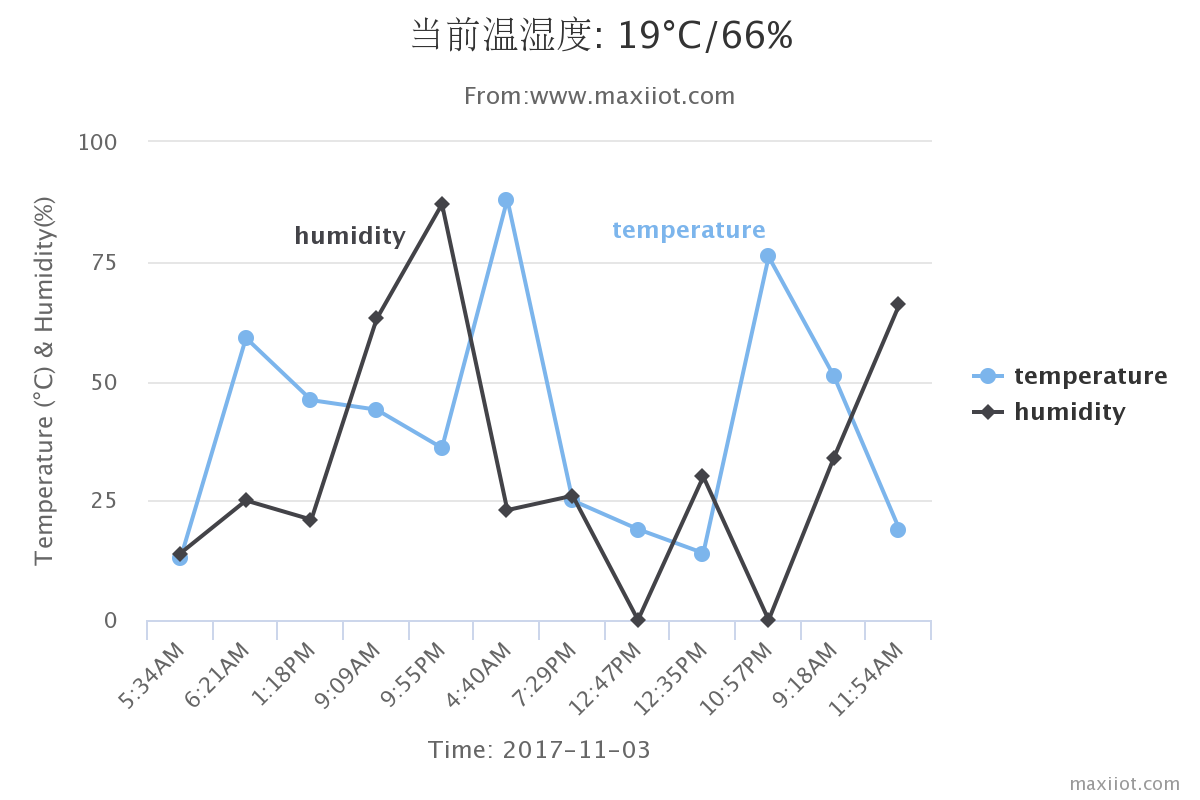 当前温湿度: 19°C/66%
From:www.maxiiot.com
Temperature (°C) & Humidity(%)
100
75
50
25
0
humidity
temperature
temperature
humidity
5:34AM
6:21AM
1:18PM
9:09AM
9:55PM
4:40AM
7:29PM
12:47PM
12:35PM
10:57PM
9:18AM
11:54AM
Time: 2017-11-03
maxiiot.com